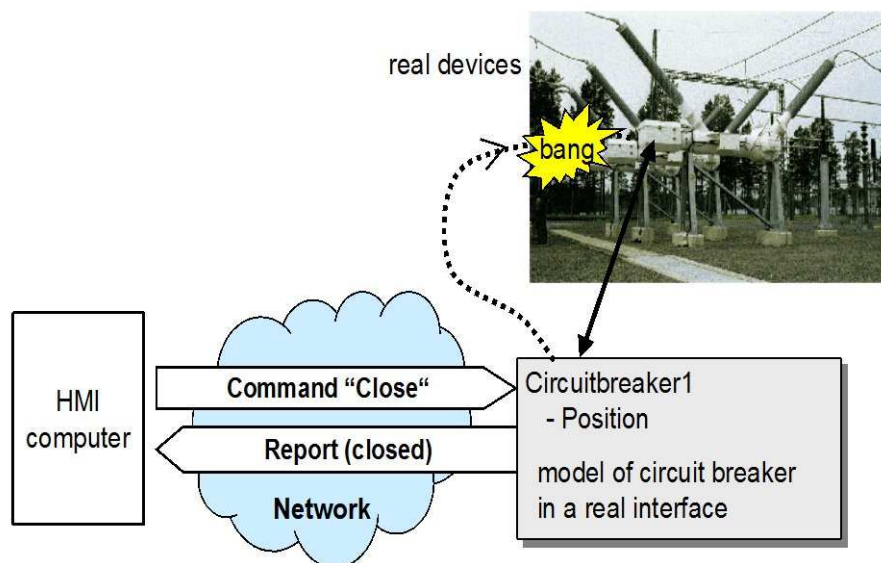 real devices
bang
HMI
computer
Command “Close“
Report (closed)
Network
Circuitbreaker1
- Position
model of circuit breaker
in a real interface